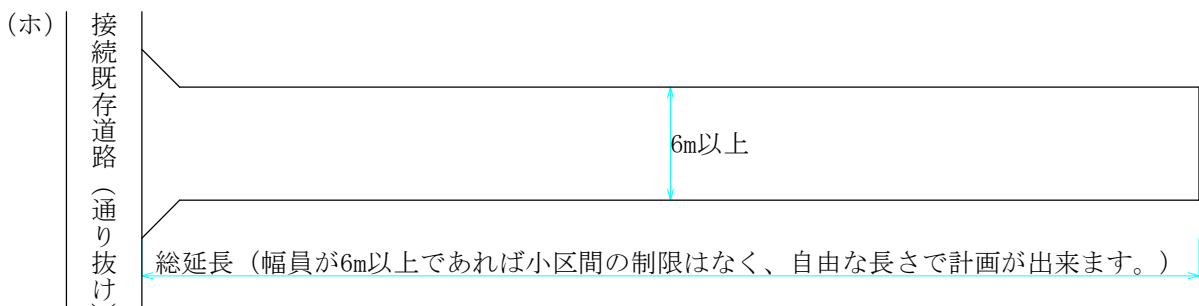 (ホ)
接続既存道路(通り抜け)
6m以上
総延長(幅員が6m以上であれば小区間の制限はなく、自由な長さで計画が出来ます。)